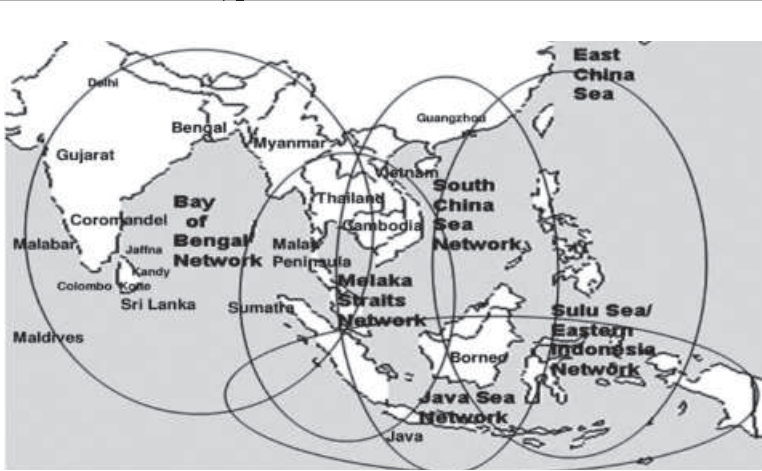 East
China
Sea
Delhi
Guangzhou
Bengal
Myanmar
Gujarat
Vietnam
South
China
Sea
Network
Thailand
Bay
of
Bengal
Network
Coromandel
Cambodia
Malabar
Jaffna
Malay
Peninsula
Kandy
Colombo
Kotte
Sri Lanka
Melaka
Straits
Network
Sumatra
Sulu Sea/
Eastern
Indonesia
Network
Maldives
Borneo
Java Sea
Network
Java